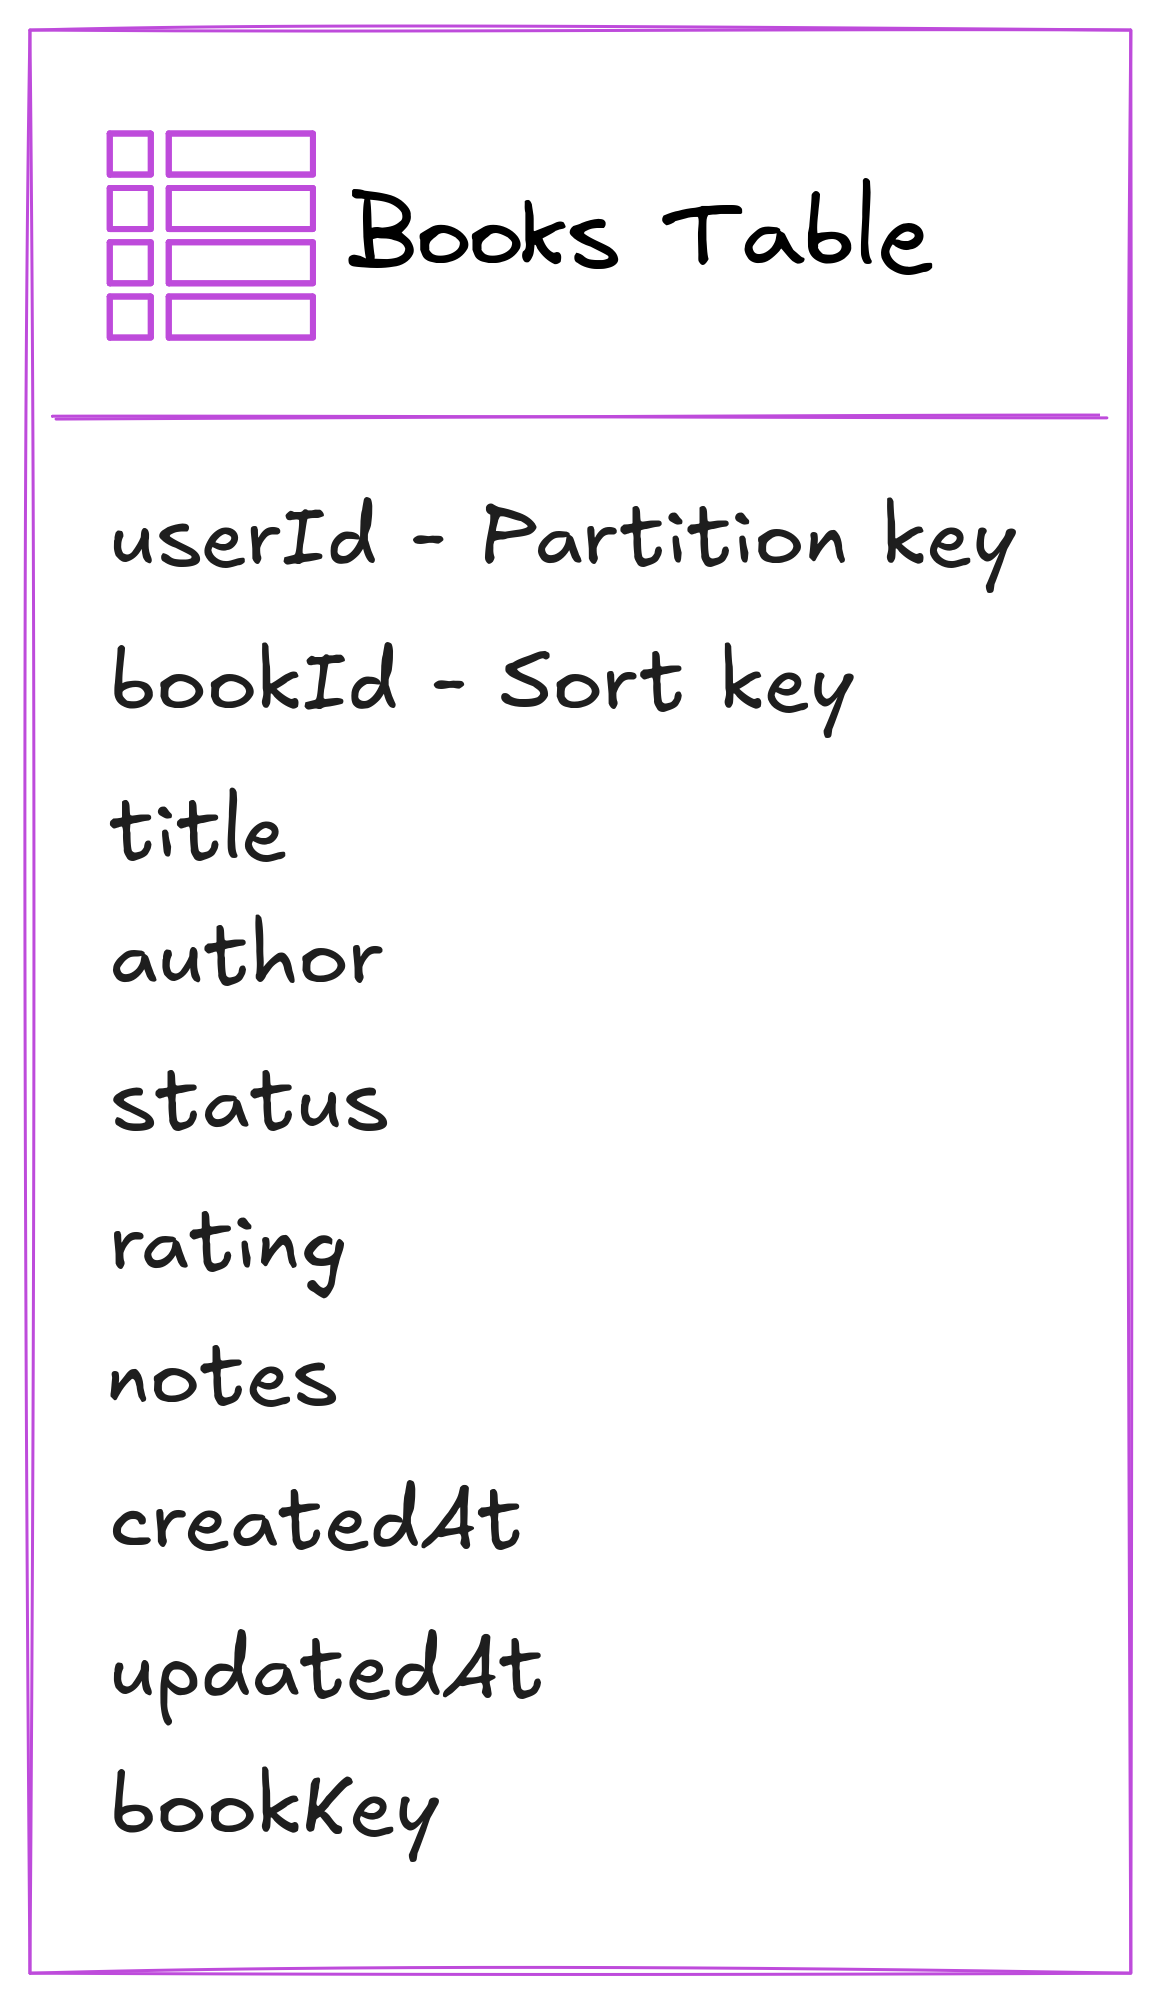 Books Table
userId - Partition key
bookId - Sort key
title
author
status
rating
notes
createdAt
updatedAt
bookKey